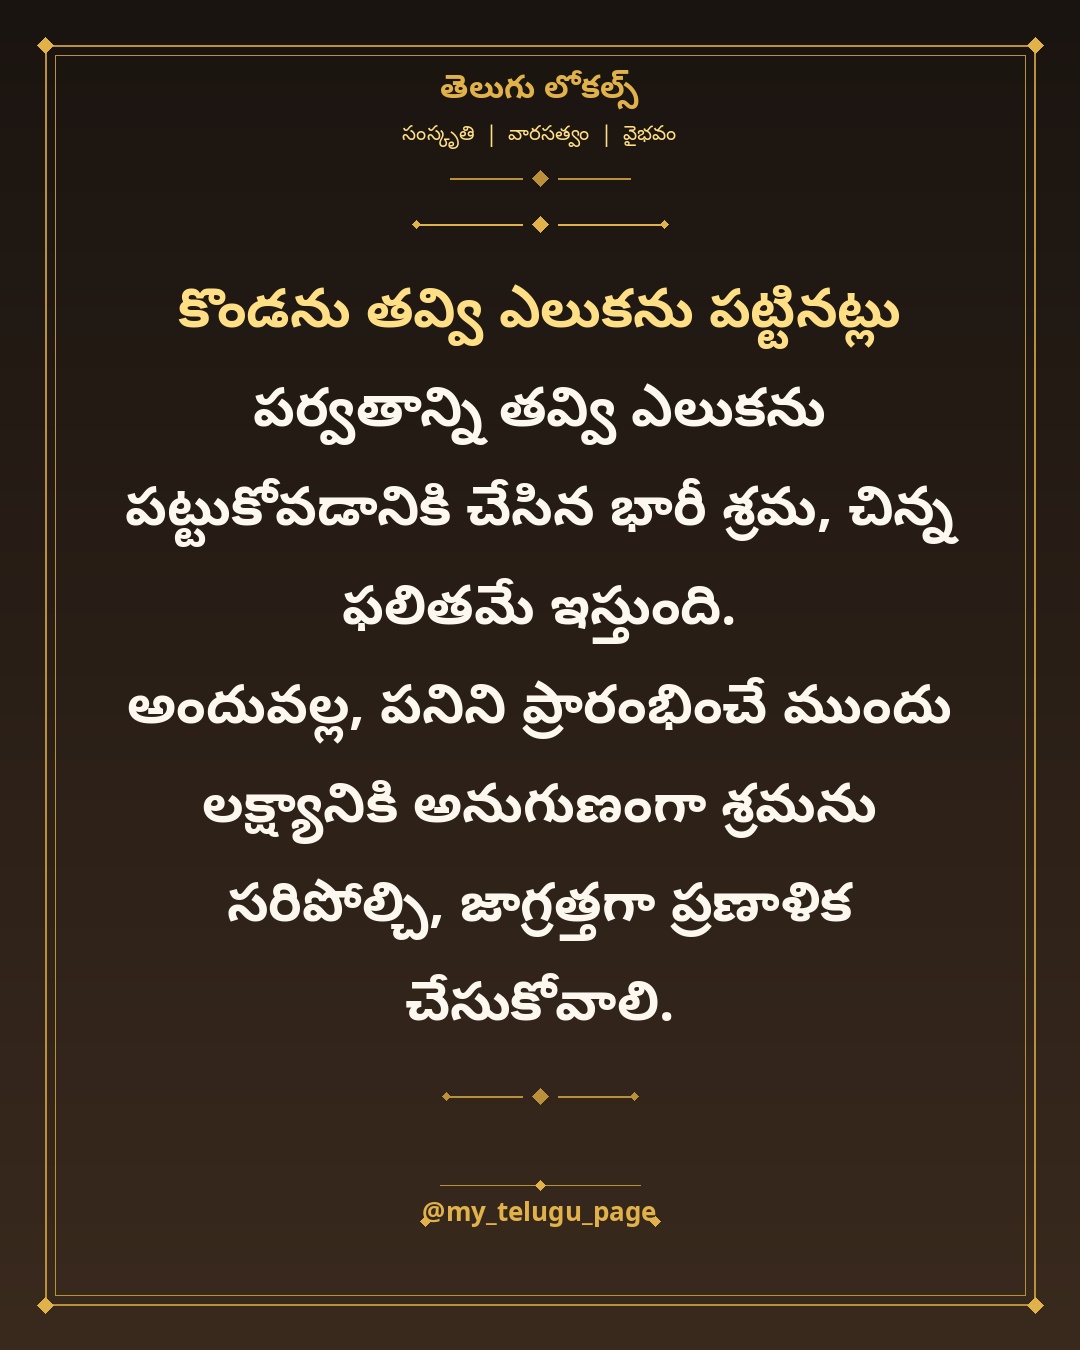 తెలుగు లోకల్స్
సంస్కృతి | వారసత్వం | వైభవం
కొండను తవ్వి ఎలుకను పట్టినట్లు
పర్వతాన్ని తవ్వి ఎలుకను
పట్టుకోవడానికి చేసిన భారీ శ్రమ, చిన్న
ఫలితమే ఇస్తుంది.
అందువల్ల, పనిని ప్రారంభించే ముందు
లక్ష్యానికి అనుగుణంగా శ్రమను
సరిపోల్చి, జాగ్రత్తగా ప్రణాళిక
చేసుకోవాలి.
@my_telugu_page